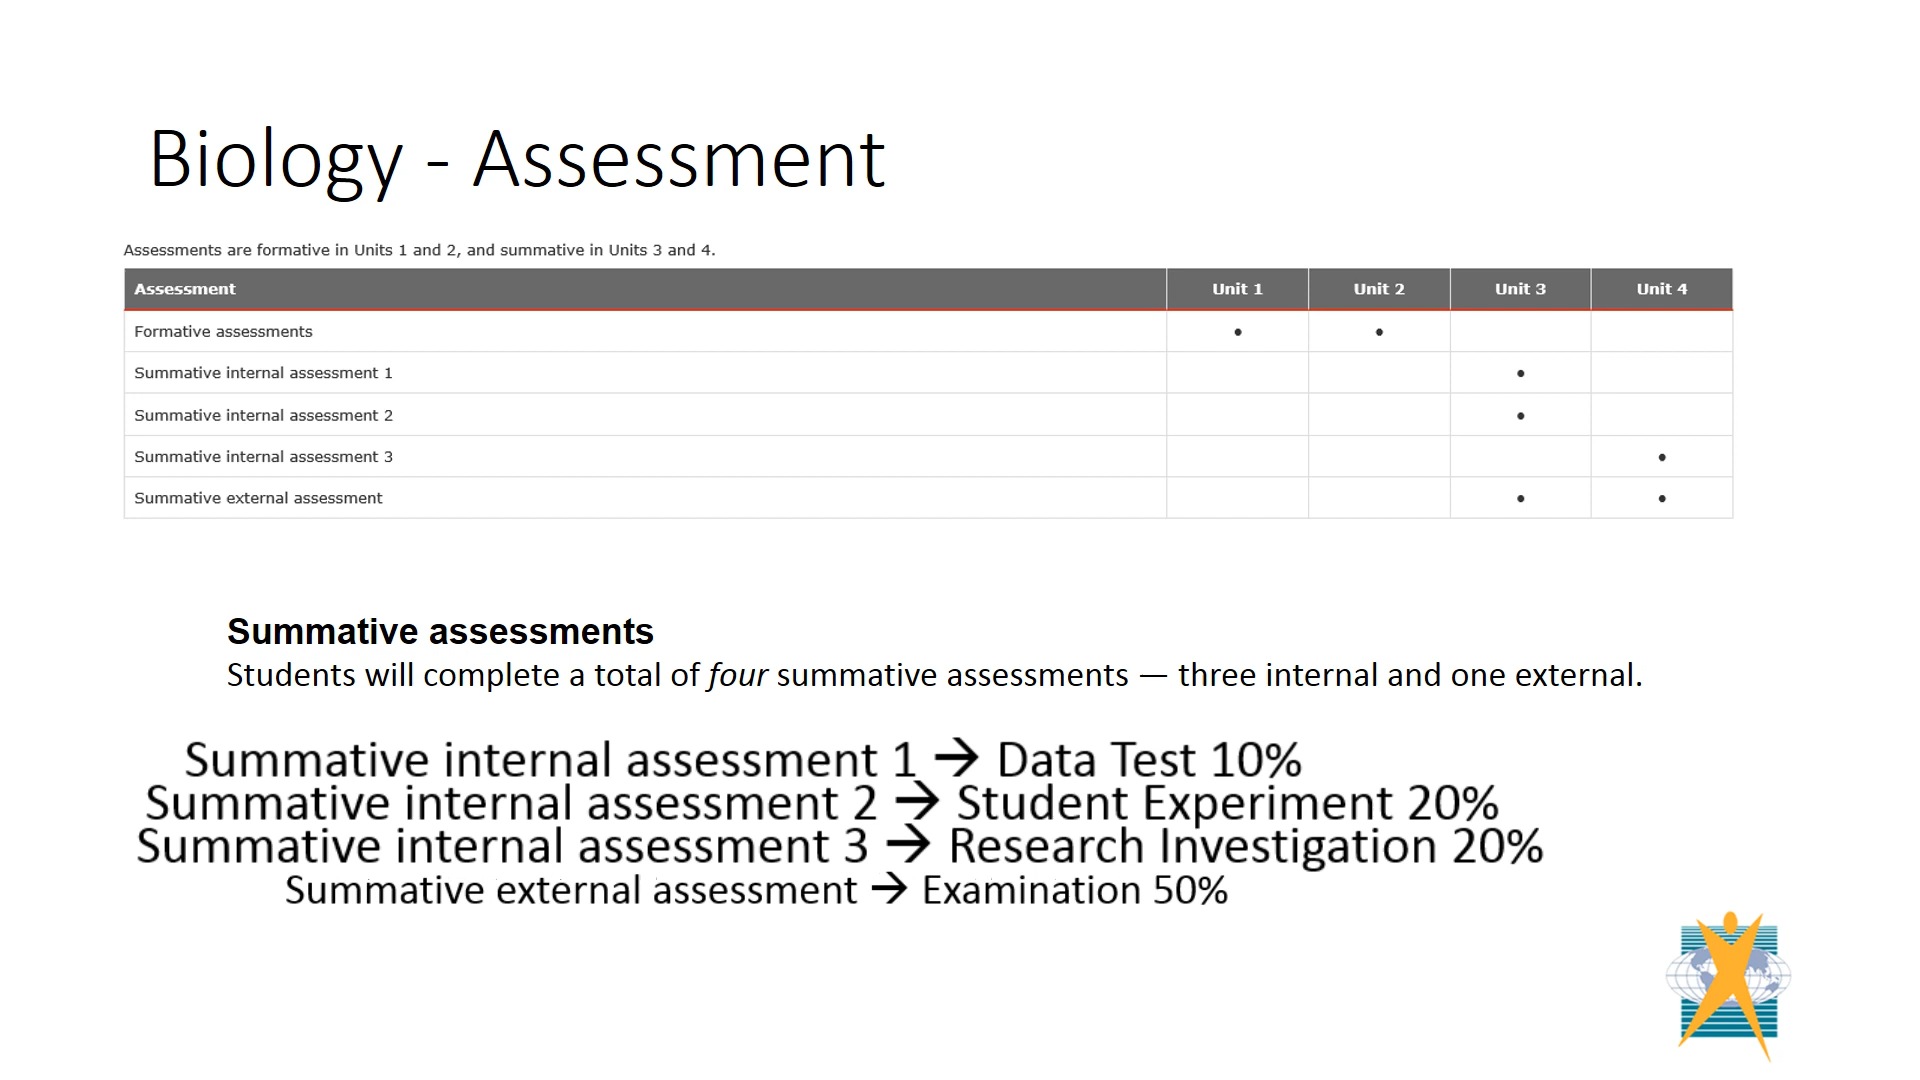 Biology - Assessment
Assessments are formative in Units 1 and 2, and summative in Units 3 and 4.
Assessment Unit 1 Unit 2 Unit 3 Unit 4
Formative assessments • •
Summative internal assessment 1 •
Summative internal assessment 2 •
Summative internal assessment 3 •
Summative external assessment • •
Summative assessments
Students will complete a total of four summative assessments — three internal and one external.
Summative internal assessment 1 → Data Test 10%
Summative internal assessment 2 → Student Experiment 20%
Summative internal assessment 3 → Research Investigation 20%
Summative external assessment → Examination 50%